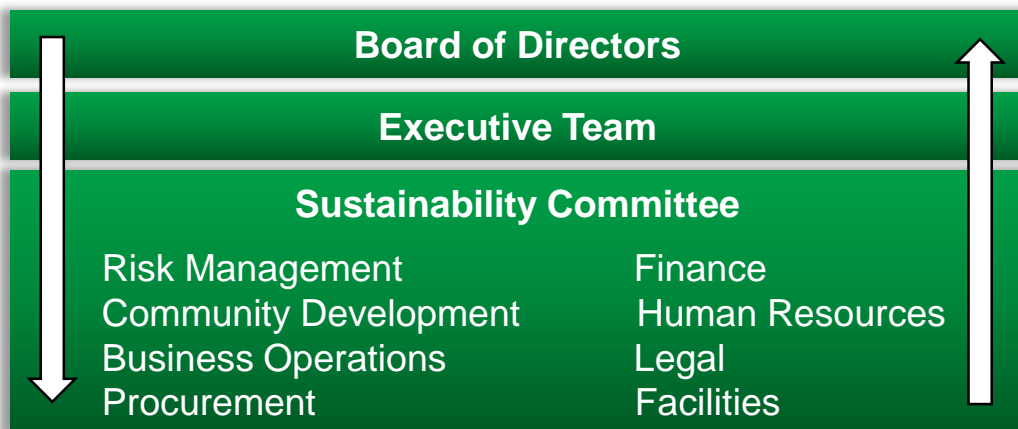 Board of Directors
Executive Team
Sustainability Committee
Risk Management
Community Development
Business Operations
Procurement
Finance
Human Resources
Legal
Facilities